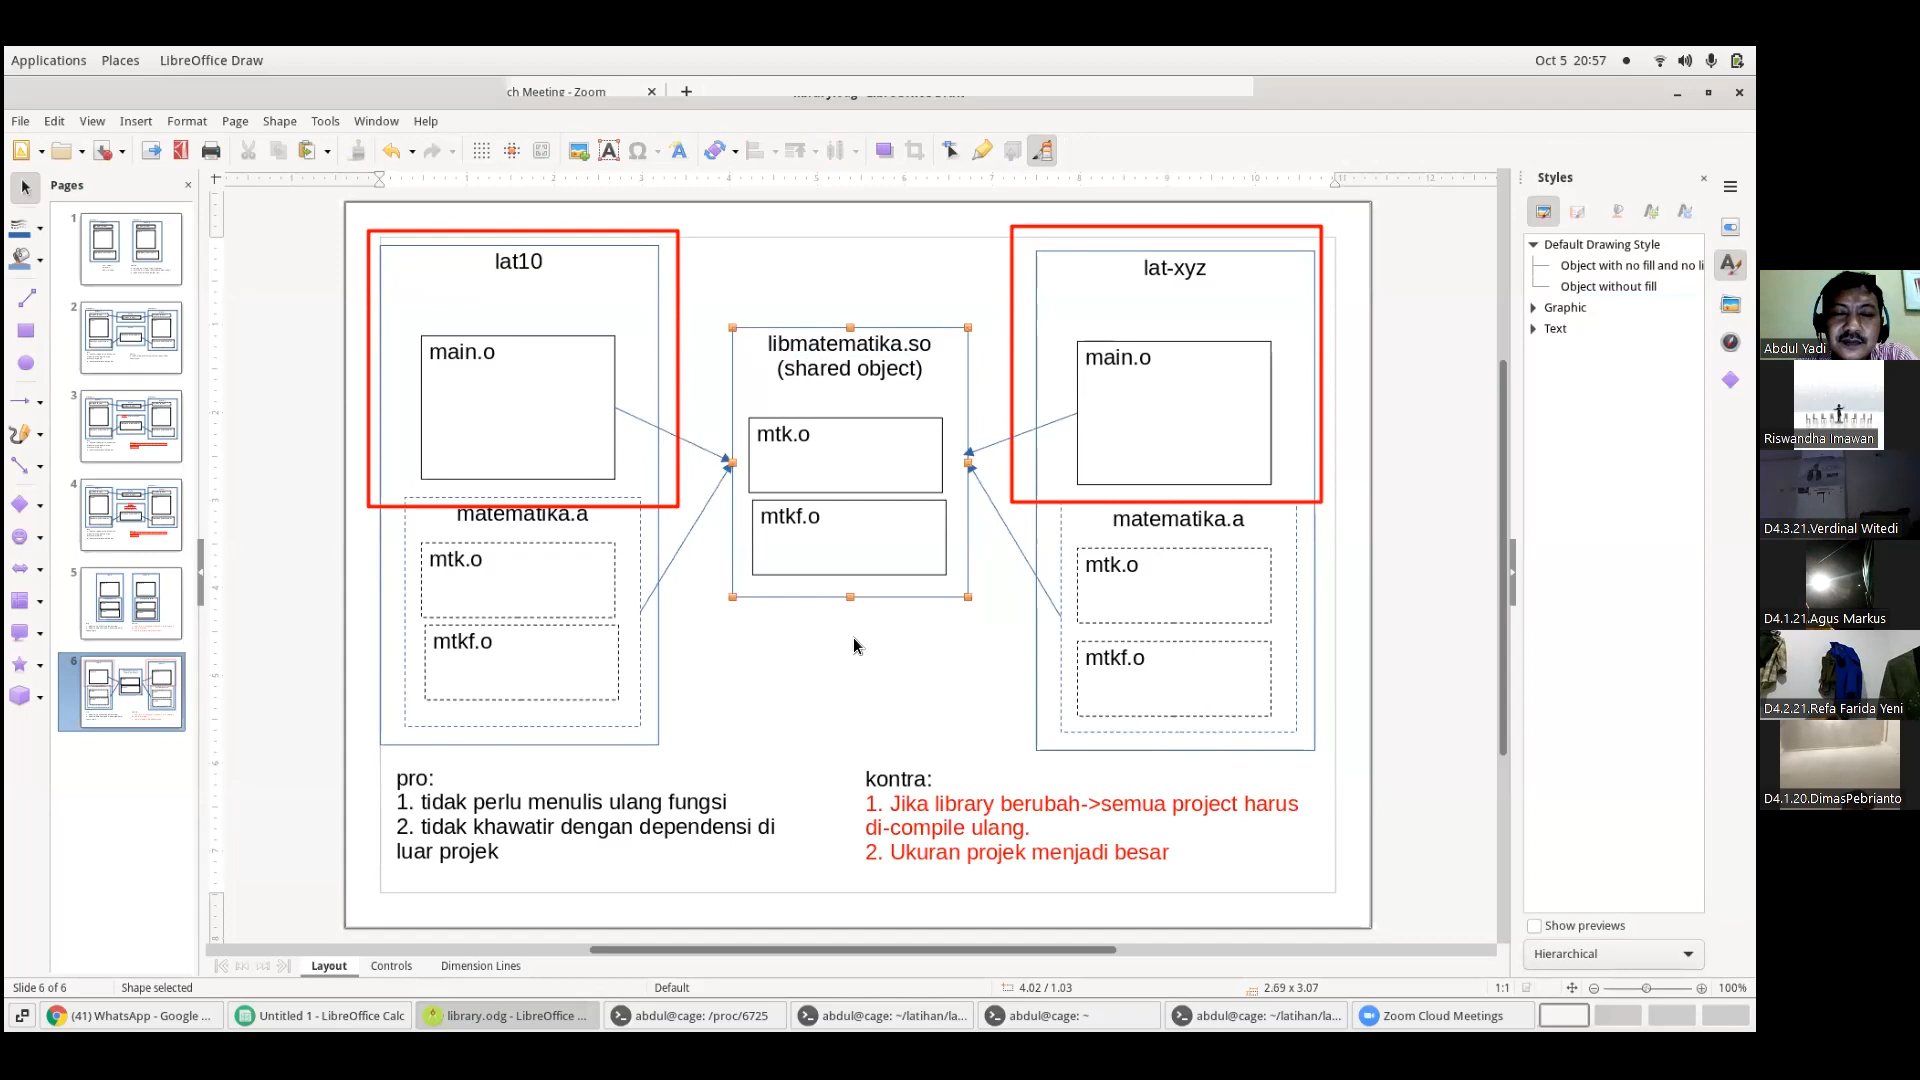 Applications Places LibreOffice Draw
Oct 5 20:57
ch Meeting - Zoom
File Edit View Insert Format Page Shape Tools Window Help
Pages
1
2
3
4
5
6
lat10
main.o
matematika.a
mtk.o
mtkf.o
libmatematika.so
(shared object)
mtk.o
mtkf.o
lat-xyz
main.o
matematika.a
mtk.o
mtkf.o
pro:
1. tidak perlu menulis ulang fungsi
2. tidak khawatir dengan dependensi di
luar projek
kontra:
1. Jika library berubah->semua project harus
di-compile ulang.
2. Ukuran projek menjadi besar
Styles
Default Drawing Style
Object with no fill and no li
Object without fill
Graphic
Text
Show previews
Hierarchical
Layout Controls Dimension Lines
Slide 6 of 6 Shape selected Default 4.02 / 1.03 2.69 x 3.07 1:1 100%
(41) WhatsApp - Google ... Untitled 1 - LibreOffice Calc library.odg - LibreOffice ... abdul@cage: /proc/6725 abdul@cage: ~/latihan/la... abdul@cage: ~ abdul@cage: ~/latihan/la... Zoom Cloud Meetings
Abdul Yadi
Riswandha Imawan
D4.3.21.Verdinal Witedi
D4.1.21.Agus Markus
D4.2.21.Refa Farida Yeni
D4.1.20.DimasPebrianto